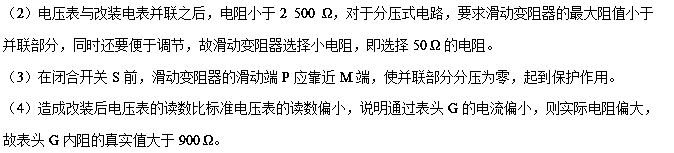 （2）电压表与改装电表并联之后，电阻小于 2 500 Ω，对于分压式电路，要求滑动变阻器的最大阻值小于
并联部分，同时还要便于调节，故滑动变阻器选择小电阻，即选择 50 Ω 的电阻。
（3）在闭合开关 S 前，滑动变阻器的滑动端 P 应靠近 M 端，使并联部分分压为零，起到保护作用。
（4）造成改装后电压表的读数比标准电压表的读数偏小，说明通过表头 G 的电流偏小，则实际电阻偏大，
故表头 G 内阻的真实值大于 900 Ω。